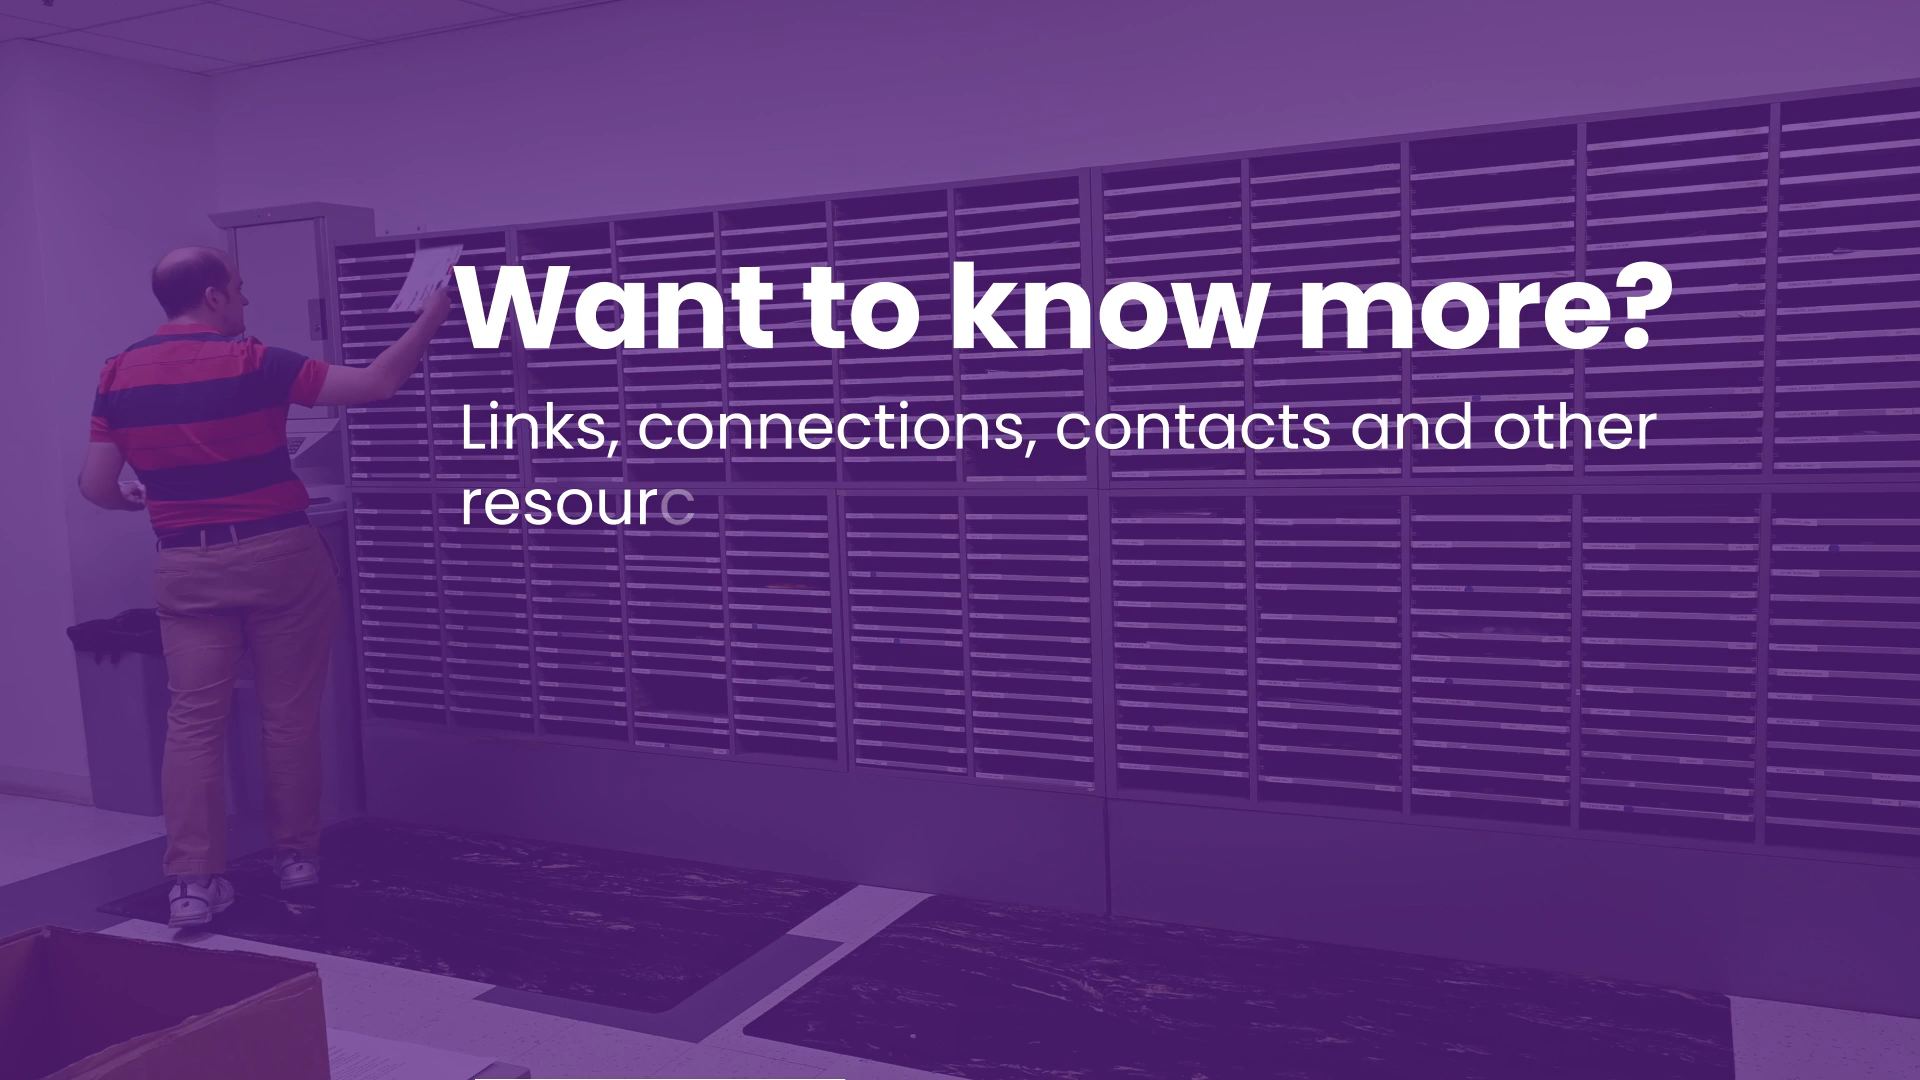 Want to know more?
Links, connections, contacts and other
resourc